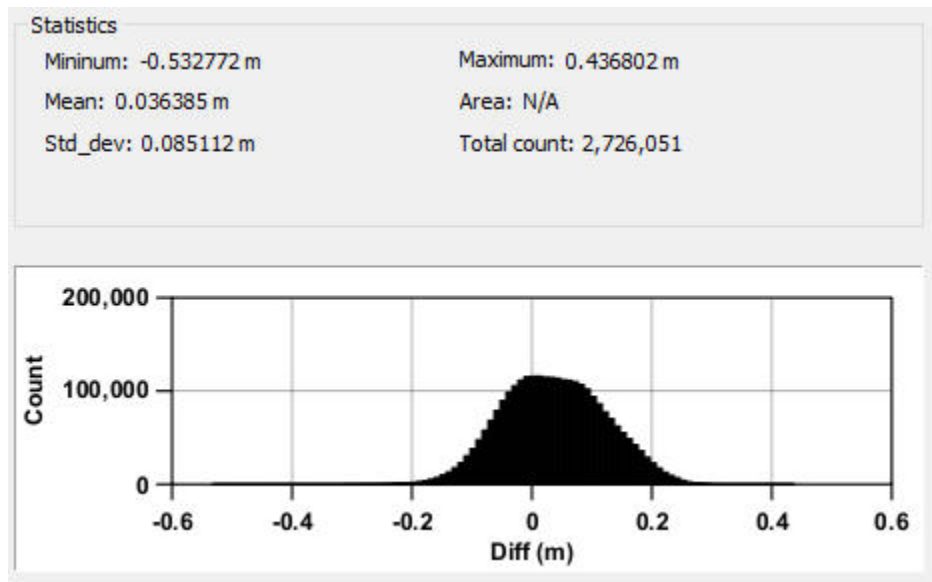 Statistics
Mininum: -0.532772 m
Maximum: 0.436802 m
Mean: 0.036385 m
Area: N/A
Std_dev: 0.085112 m
Total count: 2,726,051
200,000
100,000
0
Count
-0.6 -0.4 -0.2 0 0.2 0.4 0.6
Diff (m)